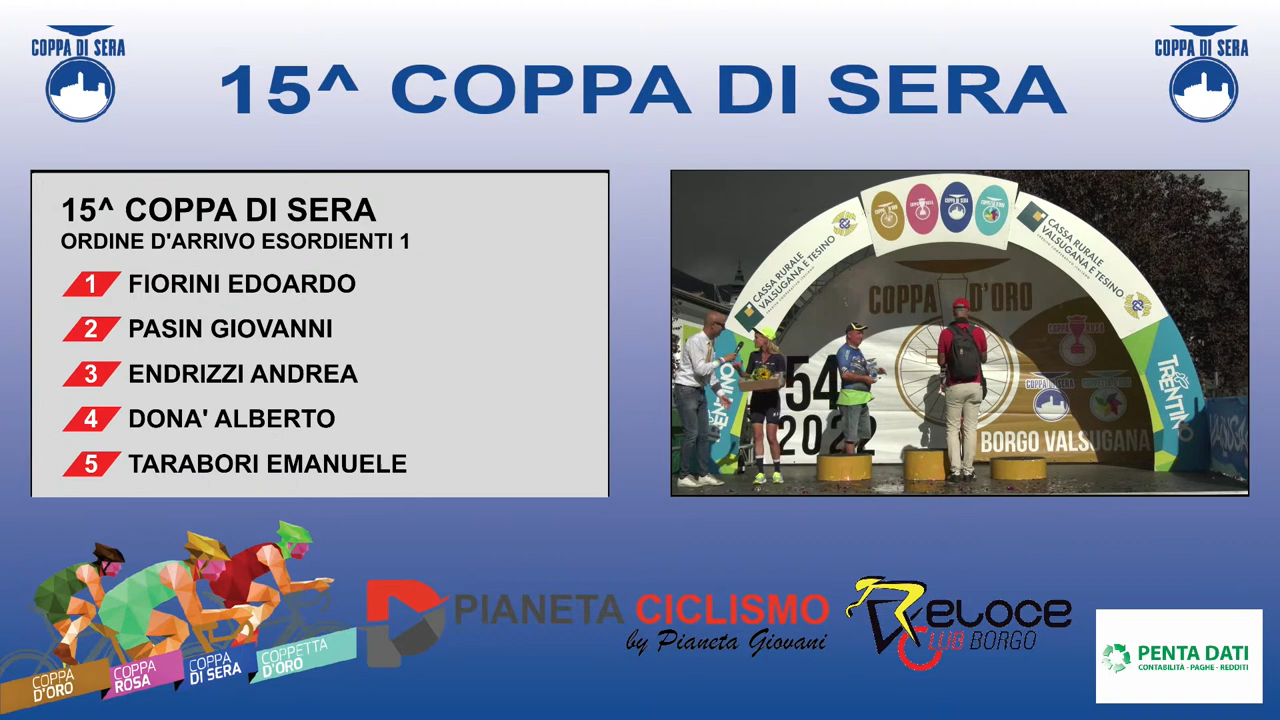 COPPA DI SERA
15^ COPPA DI SERA
COPPA DI SERA
15^ COPPA DI SERA
ORDINE D'ARRIVO ESORDIENTI 1
1 FIORINI EDOARDO
2 PASIN GIOVANNI
3 ENDRIZZI ANDREA
4 DONA' ALBERTO
5 TARABORI EMANUELE
CASSA RURALE
VALSUGANA E TESINO
CASSA RURALE
VALSUGANA E TESINO
COPPA D'ORO
COPPA DI SERA
TRENTINO
54
2022
BORGO VALSUGANA
COPPA
D'ORO
COPPA
ROSA
COPPA
DI SERA
COPPETTA
D'ORO
PIANETA CICLISMO
by Pianeta Giovani
VELOCE
CLUB BORGO
PENTA DATI
CONTABILITÀ - PAGHE - REDDITI